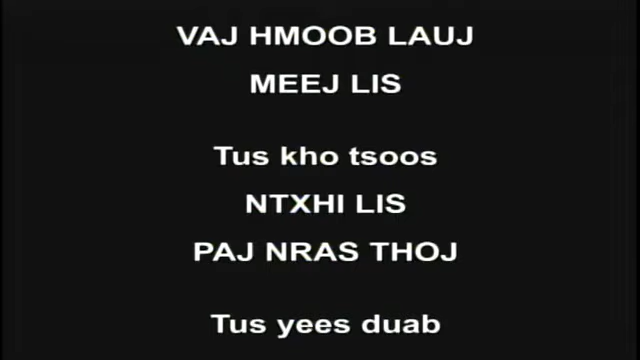 VAJ HMOOB LAUJ
MEEJ LIS
Tus kho tsoos
NTXHI LIS
PAJ NRAS THOJ
Tus yees duab